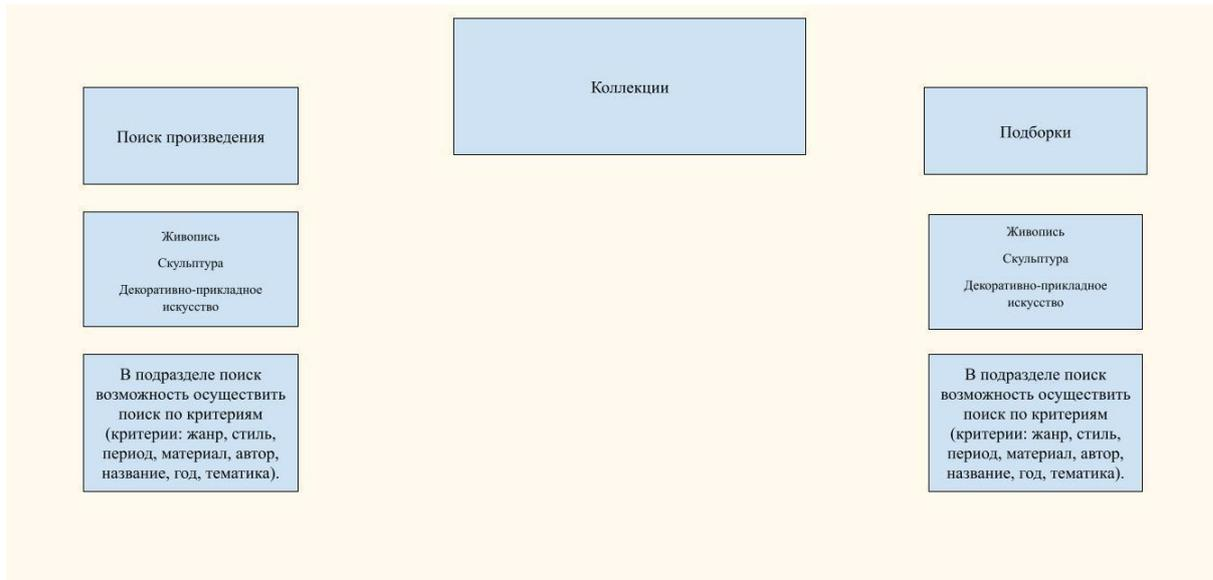 Коллекции
Поиск произведения
Живопись
Скульптура
Декоративно-прикладное
искусство
В подразделе поиск
возможность осуществить
поиск по критериям
(критерии: жанр, стиль,
период, материал, автор,
название, год, тематика).
Подборки
Живопись
Скульптура
Декоративно-прикладное
искусство
В подразделе поиск
возможность осуществить
поиск по критериям
(критерии: жанр, стиль,
период, материал, автор,
название, год, тематика).